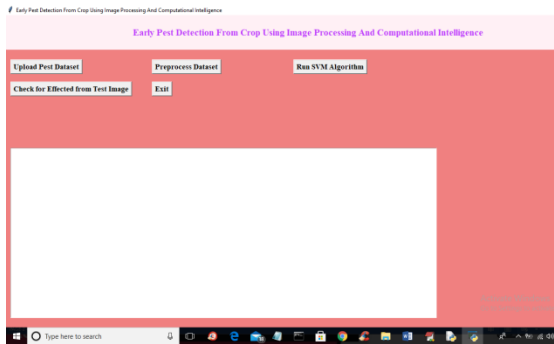 Early Pest Detection From Crop Using Image Processing And Computational Intelligence
Early Pest Detection From Crop Using Image Processing And Computational Intelligence
Upload Pest Dataset Preprocess Dataset Run SVM Algorithm
Check for Effected from Test Image Exit
Type here to search